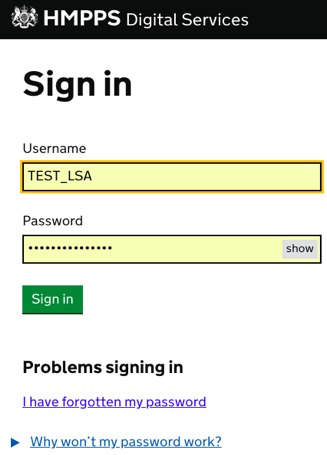 HMPPS Digital Services
Sign in
Username
TEST_LSA
Password
•••••••••••••••
show
Sign in
Problems signing in
I have forgotten my password
Why won't my password work?